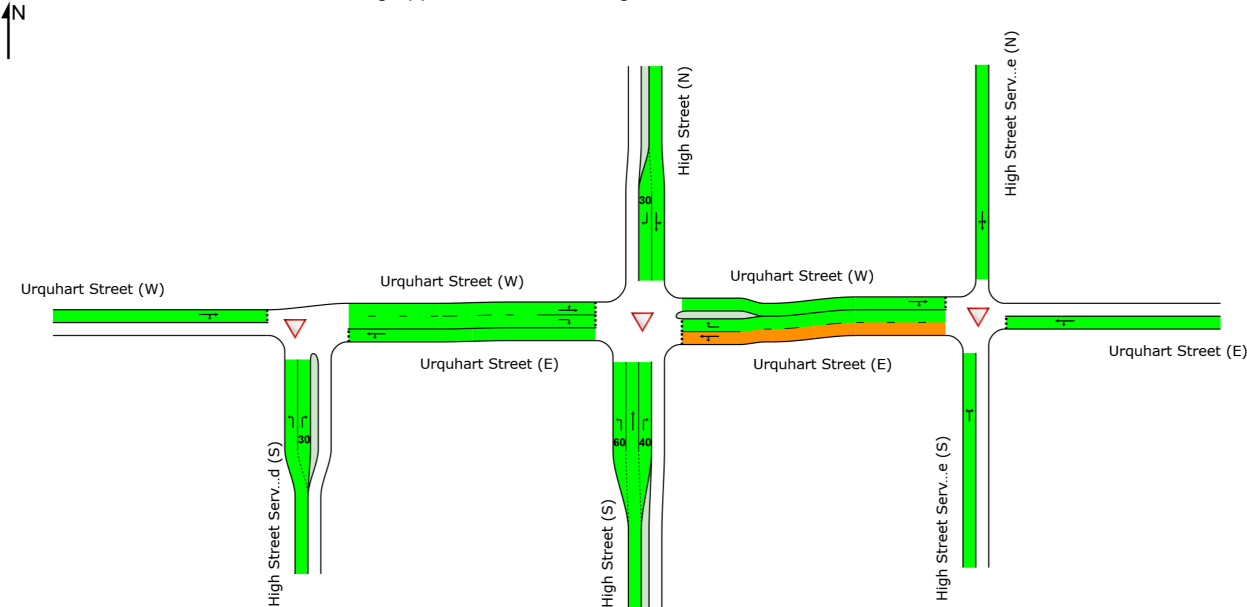 N
High Street (N)
High Street Serv...e (N)
30
Urquhart Street (W)
Urquhart Street (W)
Urquhart Street (W)
Urquhart Street (E)
Urquhart Street (E)
Urquhart Street (E)
30
60
40
High Street Serv...d (S)
High Street (S)
High Street Serv...e (S)